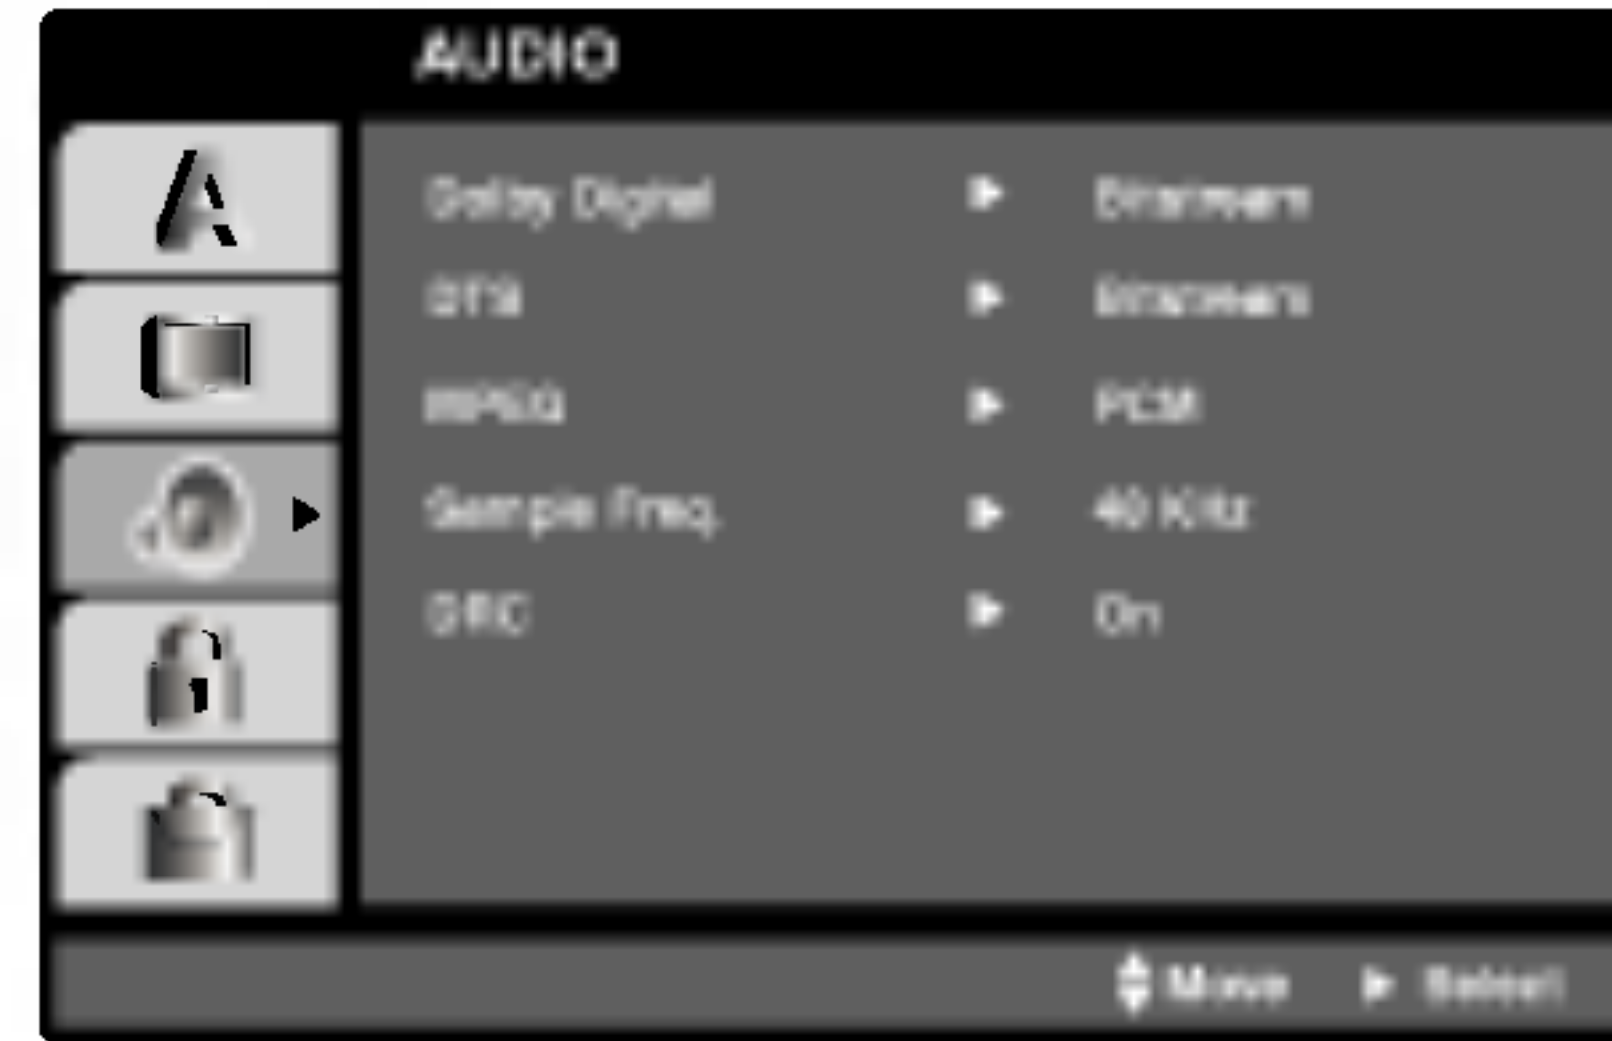 AUDIO
Dolby Digital Bitstream
DTS Bitstream
MPEG PCM
Sample Freq. 48 KHz
DRC On
Move Select